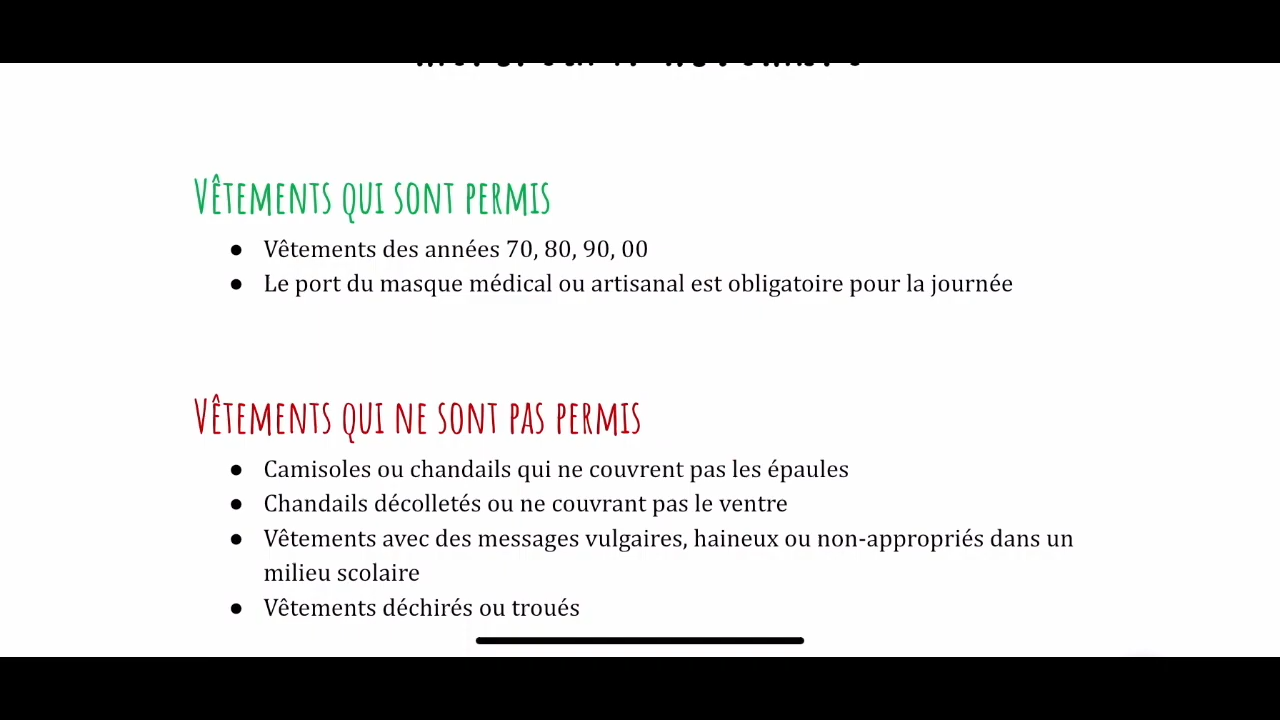 Vêtements qui sont permis
● Vêtements des années 70, 80, 90, 00
● Le port du masque médical ou artisanal est obligatoire pour la journée
Vêtements qui ne sont pas permis
● Camisoles ou chandails qui ne couvrent pas les épaules
● Chandails décolletés ou ne couvrant pas le ventre
● Vêtements avec des messages vulgaires, haineux ou non-appropriés dans un
milieu scolaire
● Vêtements déchirés ou troués